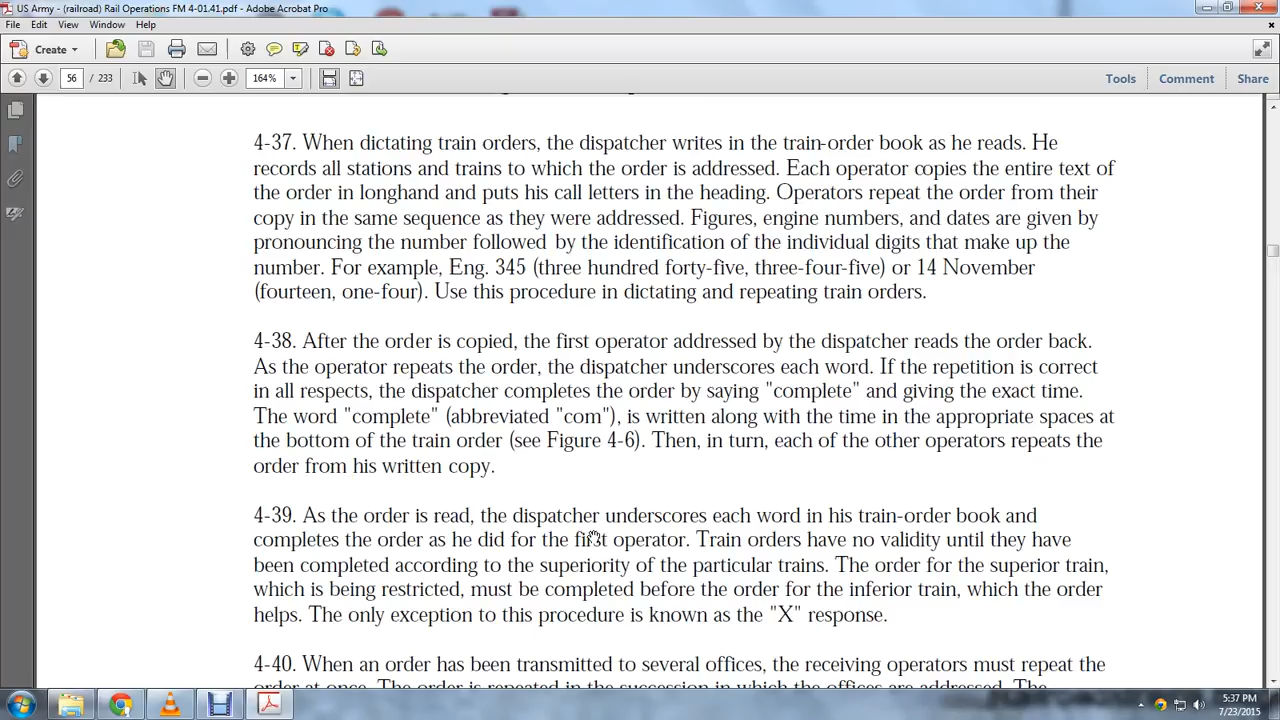 US Army - (railroad) Rail Operations FM 4-01.41.pdf - Adobe Acrobat Pro
File Edit View Window Help
Create
56 / 233 164% Tools Comment Share
4-37. When dictating train orders, the dispatcher writes in the train-order book as he reads. He
records all stations and trains to which the order is addressed. Each operator copies the entire text of
the order in longhand and puts his call letters in the heading. Operators repeat the order from their
copy in the same sequence as they were addressed. Figures, engine numbers, and dates are given by
pronouncing the number followed by the identification of the individual digits that make up the
number. For example, Eng. 345 (three hundred forty-five, three-four-five) or 14 November
(fourteen, one-four). Use this procedure in dictating and repeating train orders.
4-38. After the order is copied, the first operator addressed by the dispatcher reads the order back.
As the operator repeats the order, the dispatcher underscores each word. If the repetition is correct
in all respects, the dispatcher completes the order by saying "complete" and giving the exact time.
The word "complete" (abbreviated "com"), is written along with the time in the appropriate spaces at
the bottom of the train order (see Figure 4-6). Then, in turn, each of the other operators repeats the
order from his written copy.
4-39. As the order is read, the dispatcher underscores each word in his train-order book and
completes the order as he did for the first operator. Train orders have no validity until they have
been completed according to the superiority of the particular trains. The order for the superior train,
which is being restricted, must be completed before the order for the inferior train, which the order
helps. The only exception to this procedure is known as the "X" response.
4-40. When an order has been transmitted to several offices, the receiving operators must repeat the
order at once. The order is repeated in the succession in which the offices are addressed. The
5:37 PM
7/23/2015